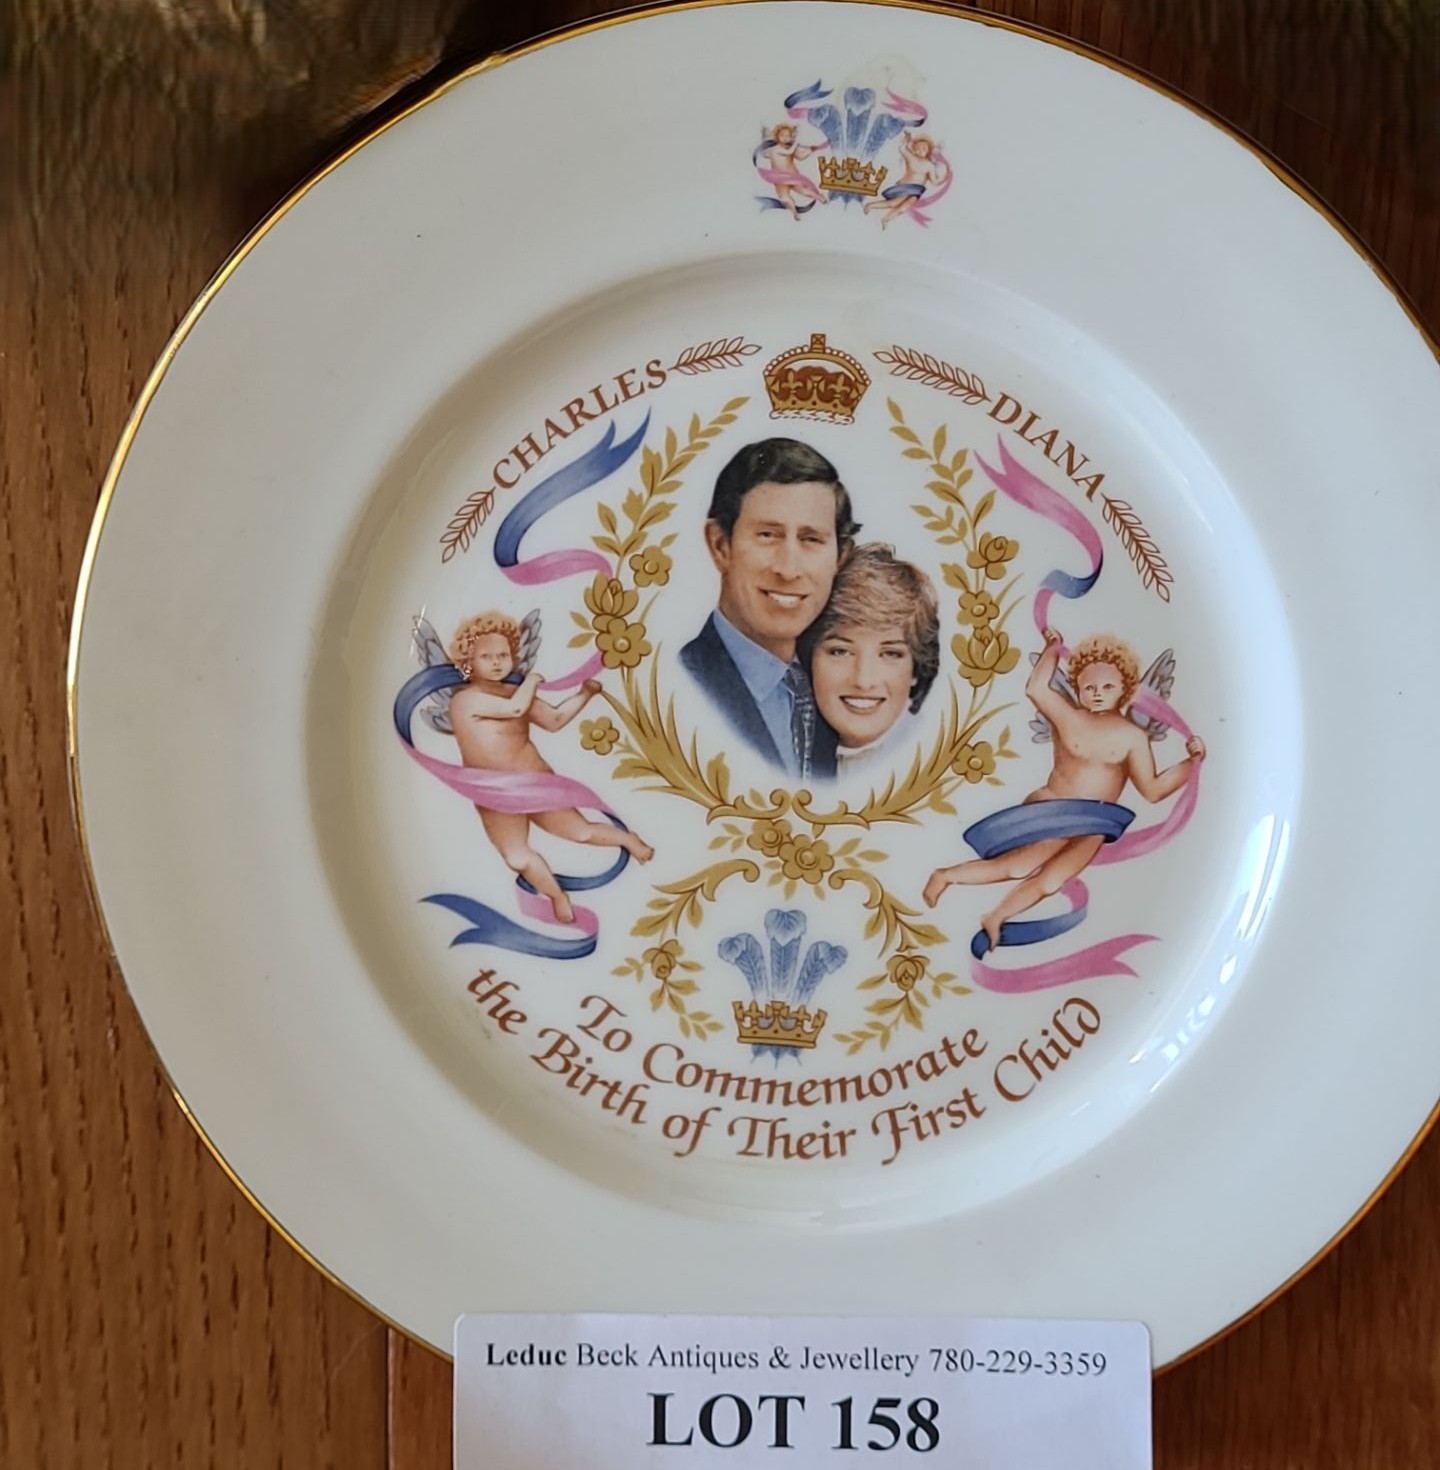 CHARLES
DIANA
To Commemorate
the Birth of Their First Child
Leduc Beck Antiques & Jewellery 780-229-3359
LOT 158